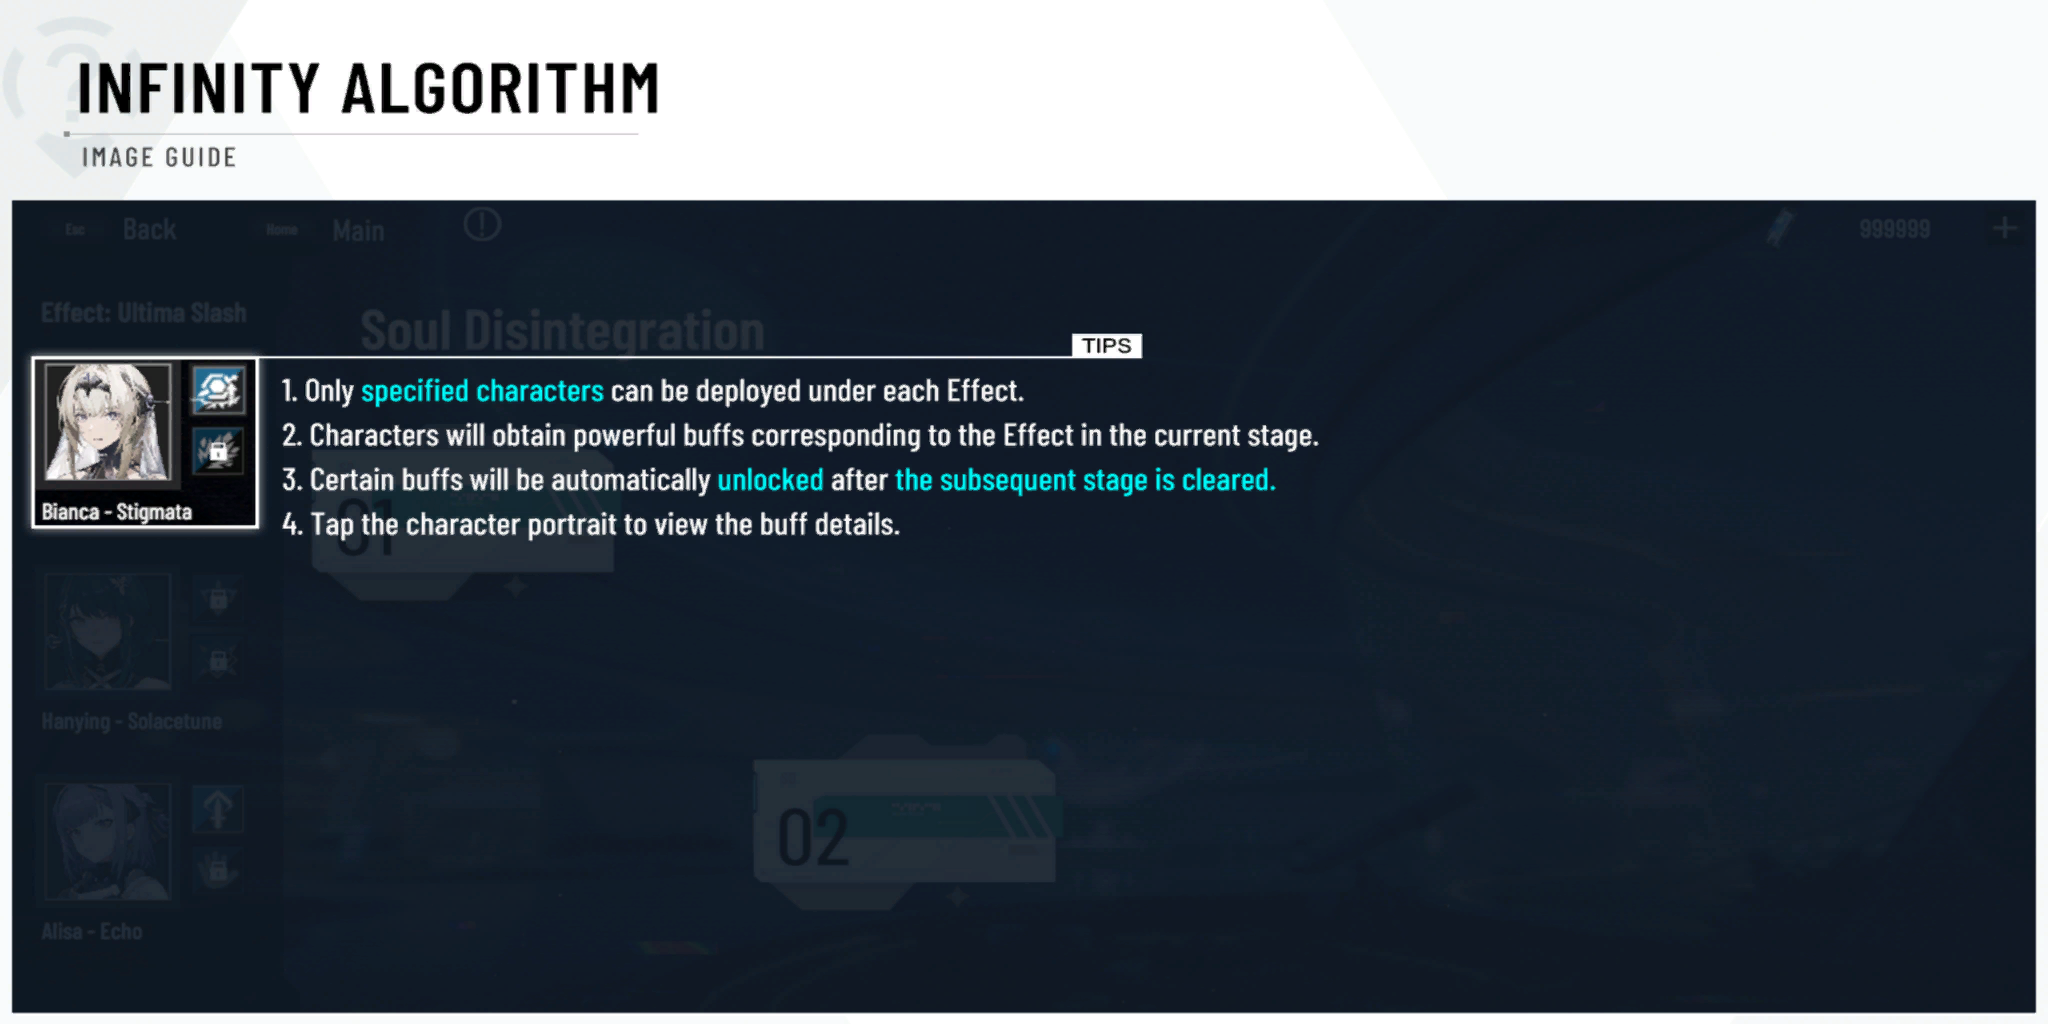 INFINITY ALGORITHM
IMAGE GUIDE
Esc Back Home Main 999999
Effect: Ultima Slash
Soul Disintegration
TIPS
1. Only specified characters can be deployed under each Effect.
2. Characters will obtain powerful buffs corresponding to the Effect in the current stage.
3. Certain buffs will be automatically unlocked after the subsequent stage is cleared.
4. Tap the character portrait to view the buff details.
Bianca - Stigmata
01
Hanying - Solacetune
02
Alisa - Echo